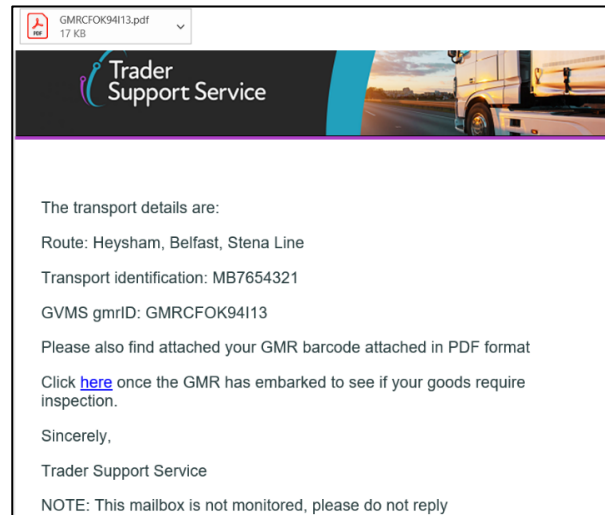 GMRCFOK94I13.pdf
PDF
17 KB
Trader
Support Service
The transport details are:
Route: Heysham, Belfast, Stena Line
Transport identification: MB7654321
GVMS gmrID: GMRCFOK94I13
Please also find attached your GMR barcode attached in PDF format
Click here once the GMR has embarked to see if your goods require
inspection.
Sincerely,
Trader Support Service
NOTE: This mailbox is not monitored, please do not reply